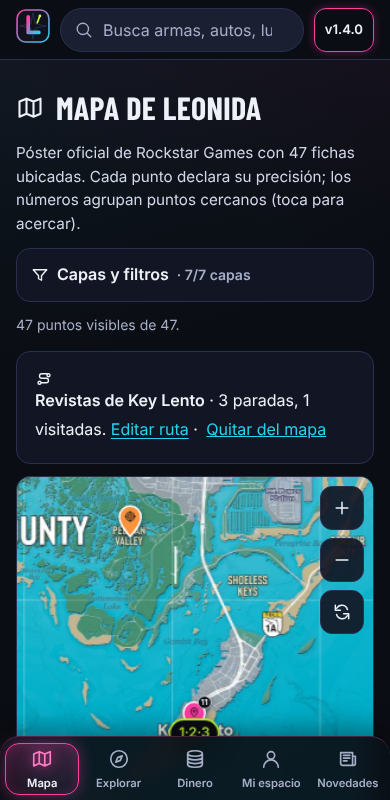 L
Busca armas, autos, lu
v1.4.0
MAPA DE LEONIDA
Póster oficial de Rockstar Games con 47 fichas
ubicadas. Cada punto declara su precisión; los
números agrupan puntos cercanos (toca para
acercar).
Capas y filtros · 7/7 capas
47 puntos visibles de 47.
Revistas de Key Lento · 3 paradas, 1
visitadas. Editar ruta · Quitar del mapa
UNTY
VALLEY
SHOELESS
KEYS
1A
11
1·2·3
Mapa
Explorar
Dinero
Mi espacio
Novedades